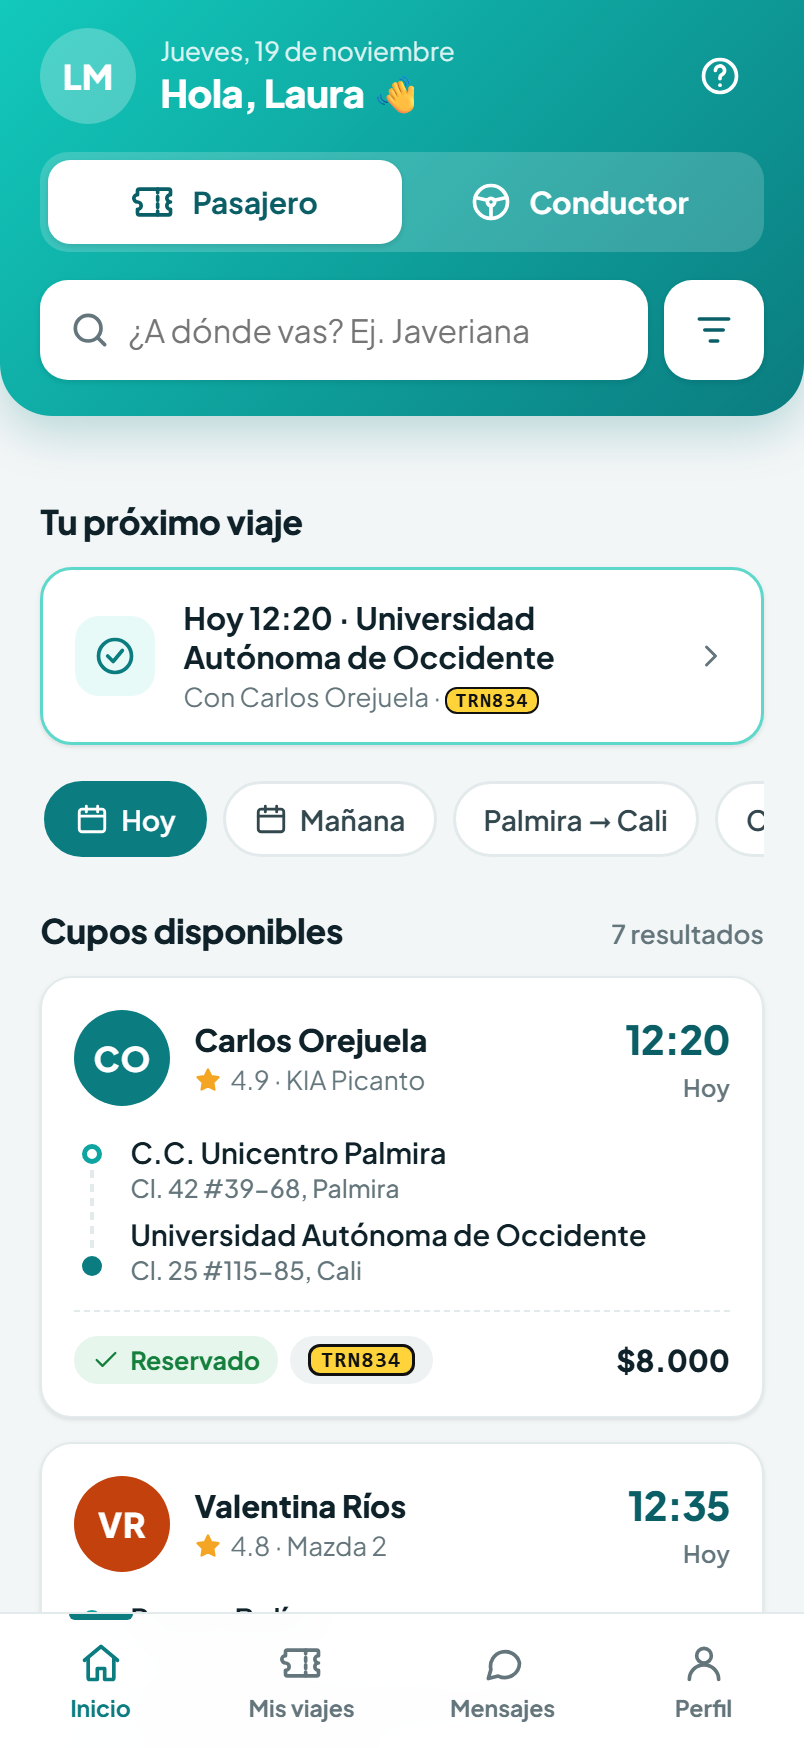 LM
Jueves, 19 de noviembre
Hola, Laura 👋
Pasajero
Conductor
¿A dónde vas? Ej. Javeriana
Tu próximo viaje
Hoy 12:20 · Universidad
Autónoma de Occidente
Con Carlos Orejuela · TRN834
Hoy
Mañana
Palmira → Cali
Cupos disponibles
7 resultados
CO
Carlos Orejuela
4.9 · KIA Picanto
12:20
Hoy
C.C. Unicentro Palmira
Cl. 42 #39–68, Palmira
Universidad Autónoma de Occidente
Cl. 25 #115–85, Cali
Reservado
TRN834
$8.000
VR
Valentina Ríos
4.8 · Mazda 2
12:35
Hoy
Inicio
Mis viajes
Mensajes
Perfil